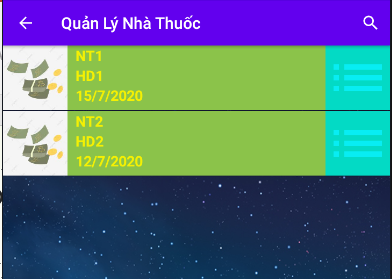 Quản Lý Nhà Thuốc
NT1
HD1
15/7/2020
NT2
HD2
12/7/2020